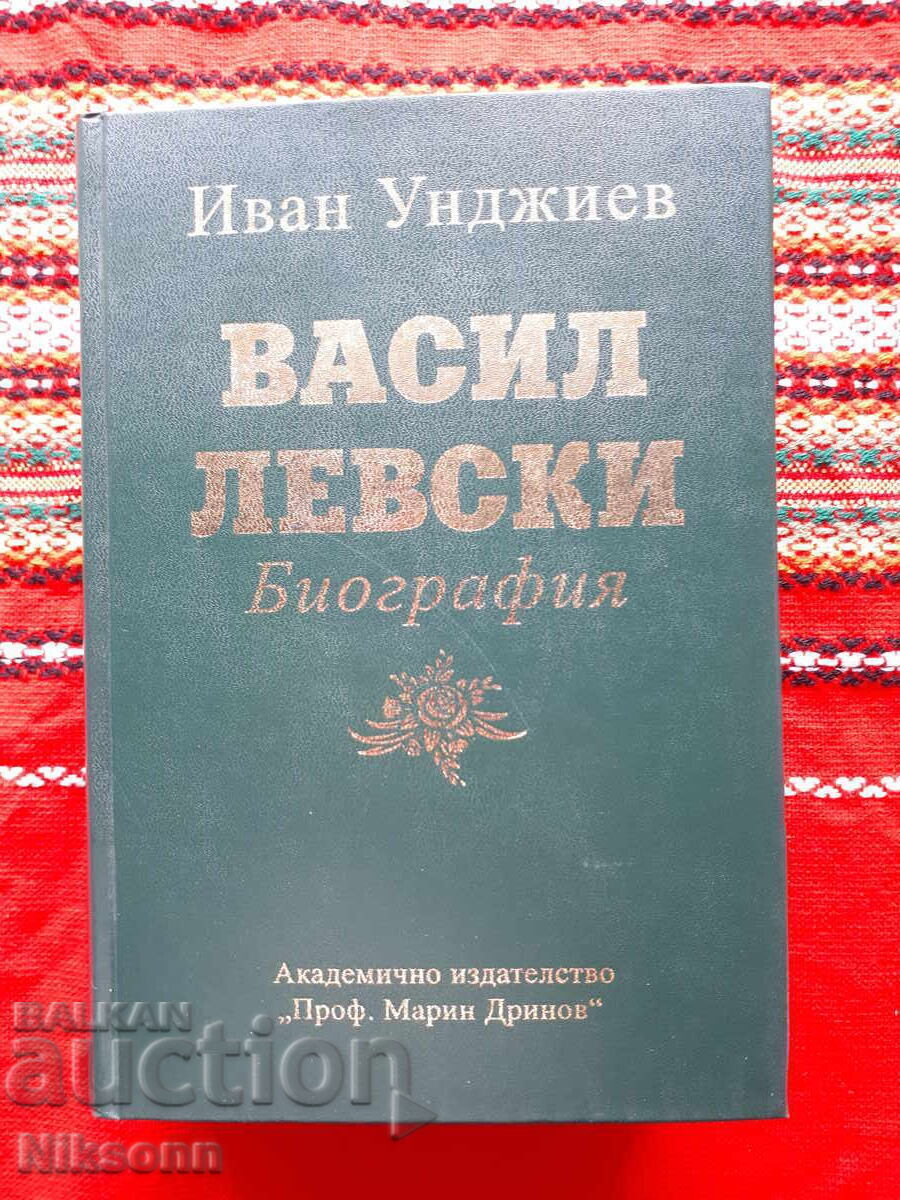 Иван Унджиев
ВАСИЛ
ЛЕВСКИ
Биография
Академично издателство
„Проф. Марин Дринов“
BALKAN
auction
Niksonn